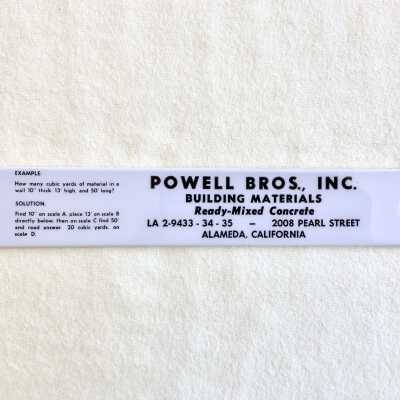 EXAMPLE:
How many cubic yards of material in a
wall 10" thick. 13' high, and 50' long?
SOLUTION.
Find 10" on scale A, place 13' on scale B
directly below. then on scale C find 50'
and read answer. 20 cubic yards. on
scale D.
POWELL BROS., INC.
BUILDING MATERIALS
Ready-Mixed Concrete
LA 2-9433 - 34 - 35 – 2008 PEARL STREET
ALAMEDA, CALIFORNIA